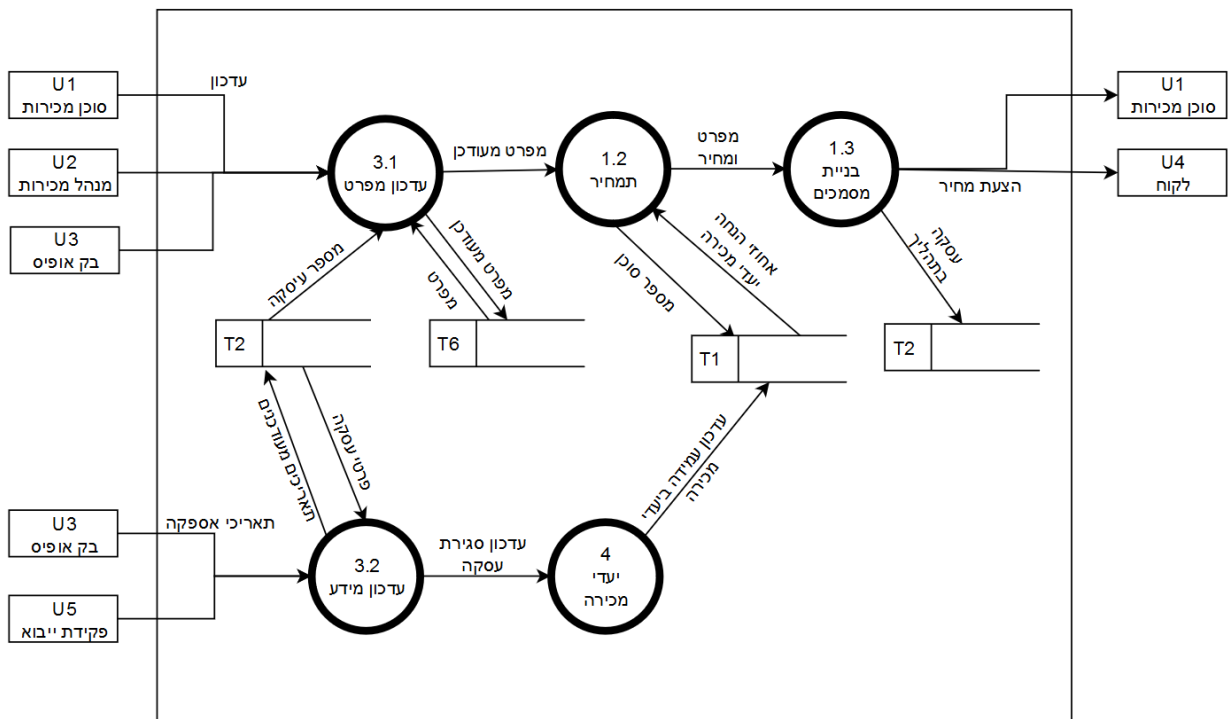 U1
סוכן מכירות
עדכון
U1
סוכן מכירות
U2
מנהל מכירות
3.1
עדכון מפרט
מפרט מעודכן
1.2
תמחיר
מפרט
ומחיר
1.3
בניית
מסמכים
הצעת מחיר
U4
לקוח
U3
בק אופיס
מספר עיסקה
מפרט מעודכן
מפרט
מספר סוכן
אחוזי הנחה
יעדי מכירה
עסקה
בתהליך
T2
T6
T1
T2
תאריכים מעודכנים
פרטי עסקה
עדכון עמידה ביעדי
מכירה
U3
בק אופיס
תאריכי אספקה
3.2
עדכון מידע
עדכון סגירת
עסקה
4
יעדי
מכירה
U5
פקידת ייבוא